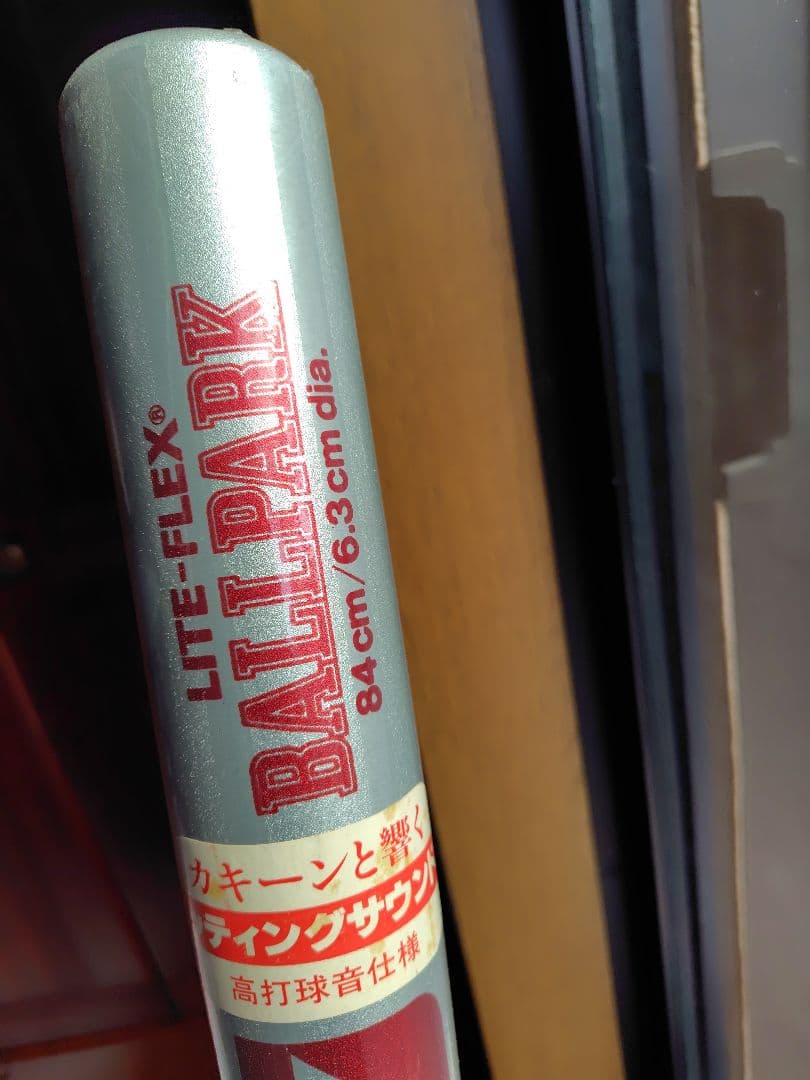 LITE-FLEX®
BALLPARK
84cm/6.3cm dia.
カキーンと響く
ティングサウンド
高打球音仕様